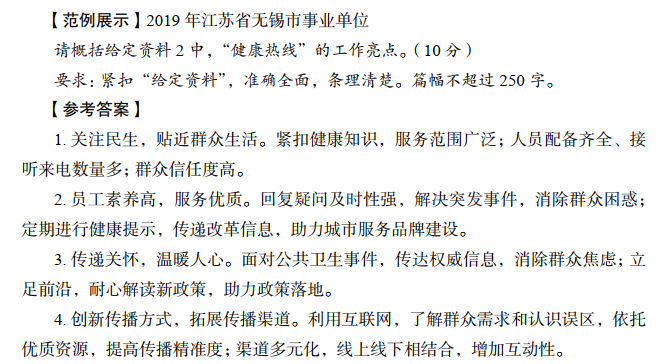 【范例展示】2019 年江苏省无锡市事业单位
请概括给定资料 2 中，“健康热线”的工作亮点。（10 分）
要求：紧扣“给定资料”，准确全面，条理清楚。篇幅不超过 250 字。
【参考答案】
1. 关注民生，贴近群众生活。紧扣健康知识，服务范围广泛；人员配备齐全、接
听来电数量多；群众信任度高。
2. 员工素养高，服务优质。回复疑问及时性强，解决突发事件，消除群众困惑；
定期进行健康提示，传递改革信息，助力城市服务品牌建设。
3. 传递关怀，温暖人心。面对公共卫生事件，传达权威信息，消除群众焦虑；立
足前沿，耐心解读新政策，助力政策落地。
4. 创新传播方式，拓展传播渠道。利用互联网，了解群众需求和认识误区，依托
优质资源，提高传播精准度；渠道多元化，线上线下相结合，增加互动性。